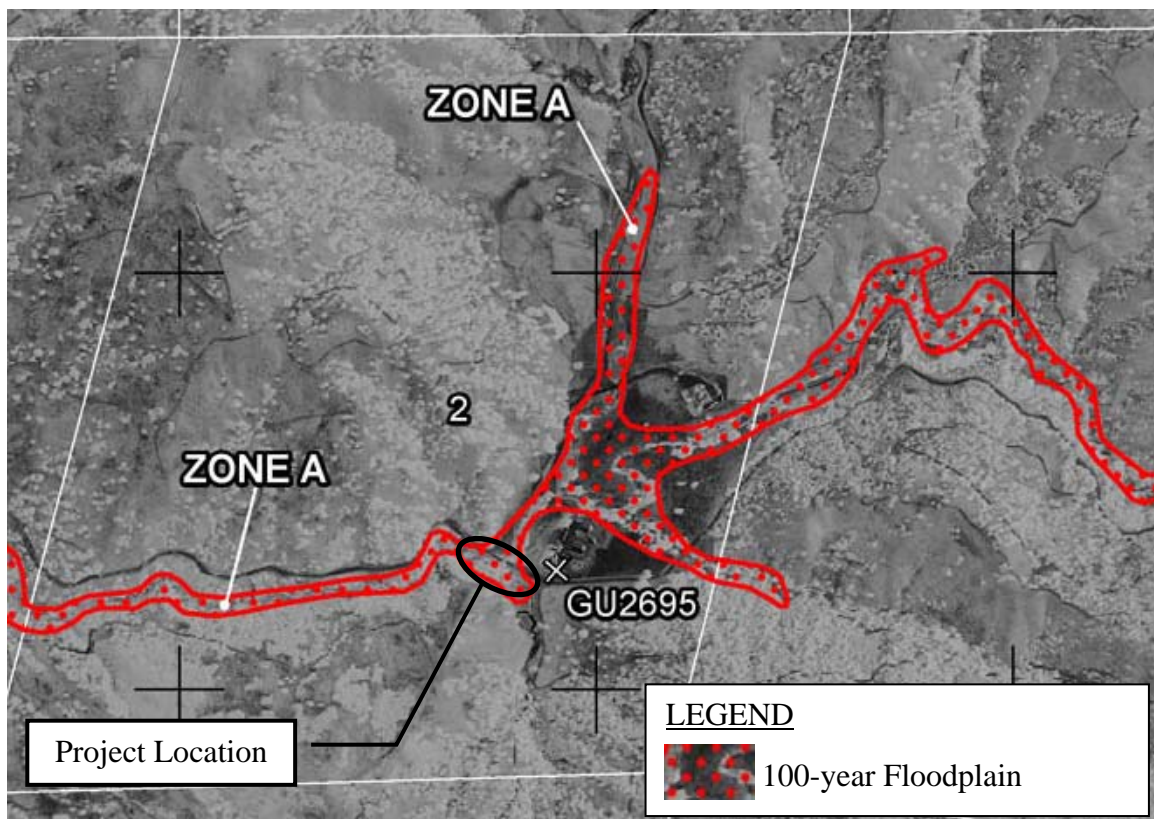 ZONE A
2
ZONE A
GU2695
Project Location
LEGEND
100-year Floodplain